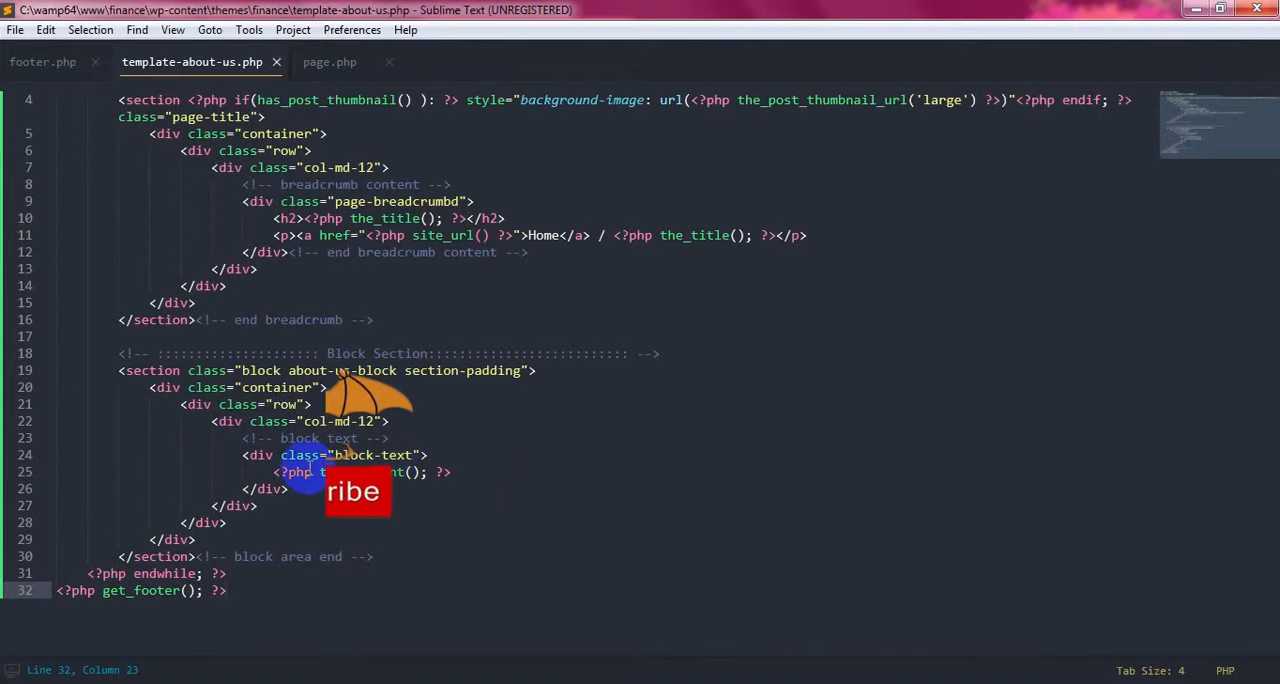 C:\wamp64\www\finance\wp-content\themes\finance\template-about-us.php - Sublime Text (UNREGISTERED)
File Edit Selection Find View Goto Tools Project Preferences Help
footer.php × template-about-us.php × page.php ×
4 <section <?php if(has_post_thumbnail() ): ?> style="background-image: url(<?php the_post_thumbnail_url('large') ?>)"<?php endif; ?>
class="page-title">
5 <div class="container">
6 <div class="row">
7 <div class="col-md-12">
8 <!-- breadcrumb content -->
9 <div class="page-breadcrumbd">
10 <h2><?php the_title(); ?></h2>
11 <p><a href="<?php site_url() ?>">Home</a> / <?php the_title(); ?></p>
12 </div><!-- end breadcrumb content -->
13 </div>
14 </div>
15 </div>
16 </section><!-- end breadcrumb -->
17
18 <!-- ::::::::::::::::::::: Block Section:::::::::::::::::::::::::: -->
19 <section class="block about-us-block section-padding">
20 <div class="container">
21 <div class="row">
22 <div class="col-md-12">
23 <!-- block text -->
24 <div class="block-text">
25 <?php t nt(); ?>
ribe
26 </div>
27 </div>
28 </div>
29 </div>
30 </section><!-- block area end -->
31 <?php endwhile; ?>
32 <?php get_footer(); ?>
Line 32, Column 23 Tab Size: 4 PHP